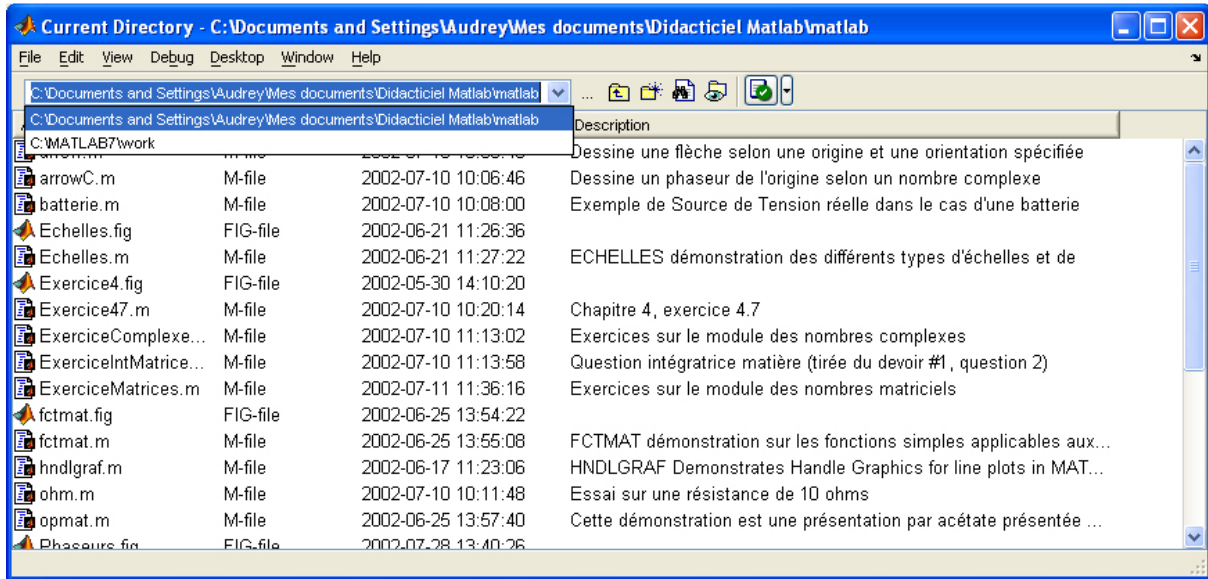 Current Directory - C:\Documents and Settings\Audrey\Mes documents\Didacticiel Matlab\matlab
File Edit View Debug Desktop Window Help
C:\Documents and Settings\Audrey\Mes documents\Didacticiel Matlab\matlab ...
C:\Documents and Settings\Audrey\Mes documents\Didacticiel Matlab\matlab Description
C:\MATLAB7\work
Dessine une flèche selon une origine et une orientation spécifiée
arrowC.m M-file 2002-07-10 10:06:46 Dessine un phaseur de l'origine selon un nombre complexe
batterie.m M-file 2002-07-10 10:08:00 Exemple de Source de Tension réelle dans le cas d'une batterie
Echelles.fig FIG-file 2002-06-21 11:26:36
Echelles.m M-file 2002-06-21 11:27:22 ECHELLES démonstration des différents types d'échelles et de
Exercice4.fig FIG-file 2002-05-30 14:10:20
Exercice47.m M-file 2002-07-10 10:20:14 Chapitre 4, exercice 4.7
ExerciceComplexe... M-file 2002-07-10 11:13:02 Exercices sur le module des nombres complexes
ExerciceIntMatrice... M-file 2002-07-10 11:13:58 Question intégratrice matière (tirée du devoir #1, question 2)
ExerciceMatrices.m M-file 2002-07-11 11:36:16 Exercices sur le module des nombres matriciels
fctmat.fig FIG-file 2002-06-25 13:54:22
fctmat.m M-file 2002-06-25 13:55:08 FCTMAT démonstration sur les fonctions simples applicables aux...
hndlgraf.m M-file 2002-06-17 11:23:06 HNDLGRAF Demonstrates Handle Graphics for line plots in MAT...
ohm.m M-file 2002-07-10 10:11:48 Essai sur une résistance de 10 ohms
opmat.m M-file 2002-06-25 13:57:40 Cette démonstration est une présentation par acétate présentée ...
Phaseurs.fig FIG-file 2002-07-28 13:40:26